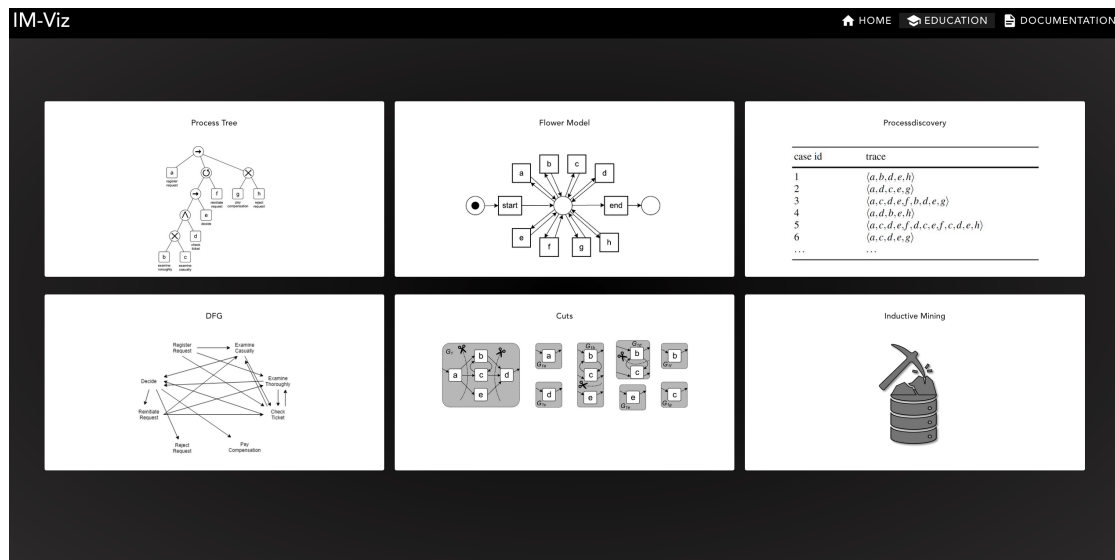 IM-Viz
HOME
EDUCATION
DOCUMENTATION
Process Tree
a
register
request
f
reinitiate
request
g
pay
compensation
h
reject
request
e
decide
d
check
ticket
b
examine
thoroughly
c
examine
casually
Flower Model
a
b
c
d
start
end
e
f
g
h
Processdiscovery
case id trace
1 ⟨a,b,d,e,h⟩
2 ⟨a,d,c,e,g⟩
3 ⟨a,c,d,e,f,b,d,e,g⟩
4 ⟨a,d,b,e,h⟩
5 ⟨a,c,d,e,f,d,c,e,f,c,d,e,h⟩
6 ⟨a,c,d,e,g⟩
... ...
DFG
Register
Request
Examine
Casually
Decide
Examine
Thoroughly
Reinitiate
Request
Check
Ticket
Reject
Request
Pay
Compensation
Cuts
a
b
c
d
e
a
d
b
c
e
b
c
e
b
c
Inductive Mining